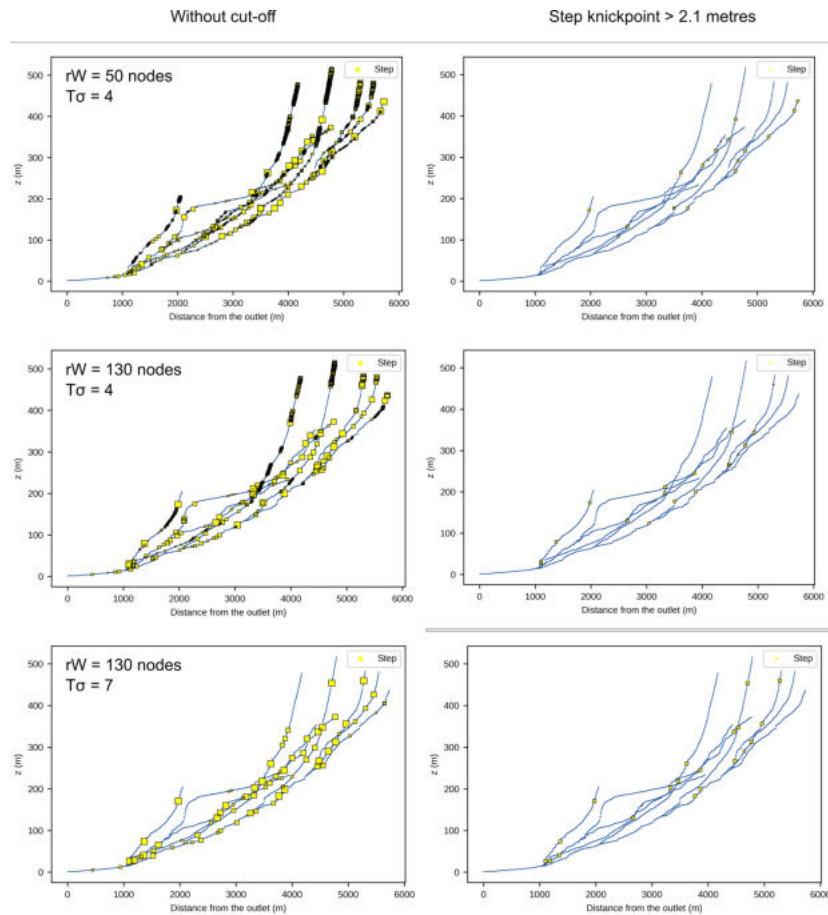 Without cut-off
Step knickpoint > 2.1 metres
rW = 50 nodes
Tσ = 4
Step
z (m)
500
400
300
200
100
0
0 1000 2000 3000 4000 5000 6000
Distance from the outlet (m)
Step
z (m)
500
400
300
200
100
0
0 1000 2000 3000 4000 5000 6000
Distance from the outlet (m)
rW = 130 nodes
Tσ = 4
Step
z (m)
500
400
300
200
100
0
0 1000 2000 3000 4000 5000 6000
Distance from the outlet (m)
Step
z (m)
500
400
300
200
100
0
0 1000 2000 3000 4000 5000 6000
Distance from the outlet (m)
rW = 130 nodes
Tσ = 7
Step
z (m)
500
400
300
200
100
0
0 1000 2000 3000 4000 5000 6000
Distance from the outlet (m)
Step
z (m)
500
400
300
200
100
0
0 1000 2000 3000 4000 5000 6000
Distance from the outlet (m)